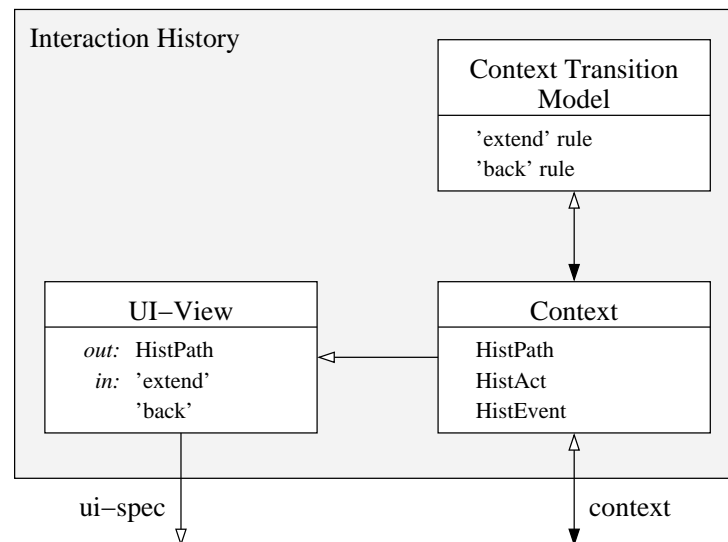 Interaction History
Context Transition
Model
’extend’ rule
’back’ rule
UI−View
out: HistPath
in: ’extend’
’back’
Context
HistPath
HistAct
HistEvent
ui−spec
context